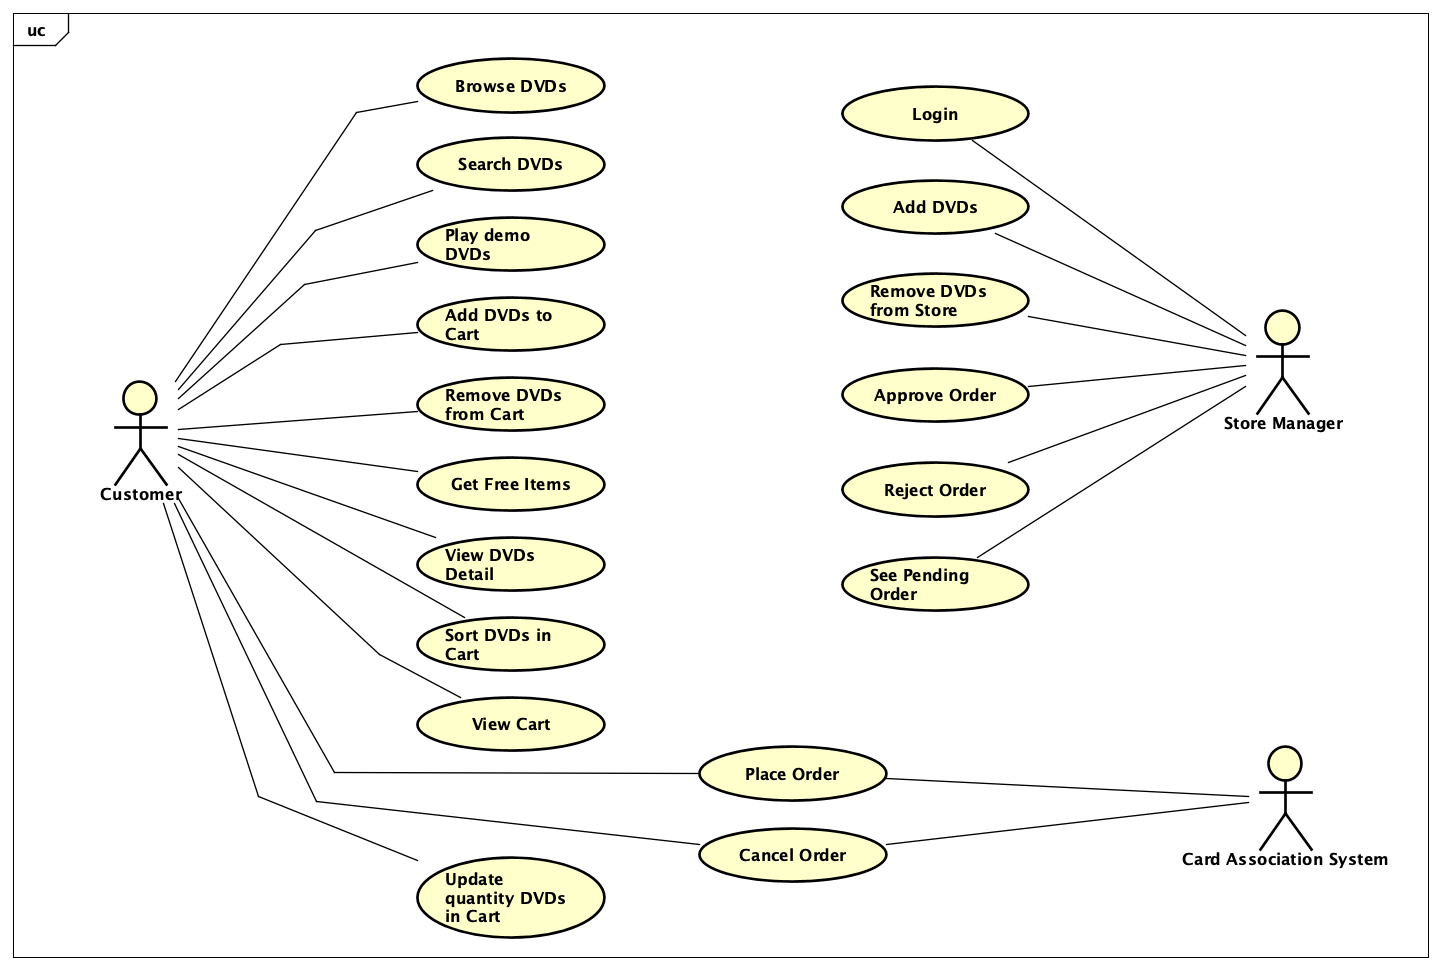 uc
Browse DVDs
Search DVDs
Play demo
DVDs
Add DVDs to
Cart
Remove DVDs
from Cart
Get Free Items
View DVDs
Detail
Sort DVDs in
Cart
View Cart
Place Order
Cancel Order
Update
quantity DVDs
in Cart
Customer
Login
Add DVDs
Remove DVDs
from Store
Approve Order
Reject Order
See Pending
Order
Store Manager
Card Association System